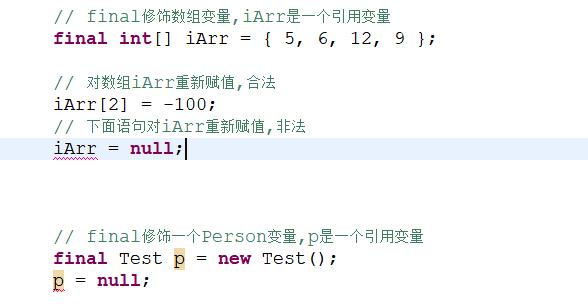 // final修饰数组变量,iArr是一个引用变量
final int[] iArr = { 5, 6, 12, 9 };
// 对数组iArr重新赋值,合法
iArr[2] = -100;
// 下面语句对iArr重新赋值,非法
iArr = null;
// final修饰一个Person变量,p是一个引用变量
final Test p = new Test();
p = null;